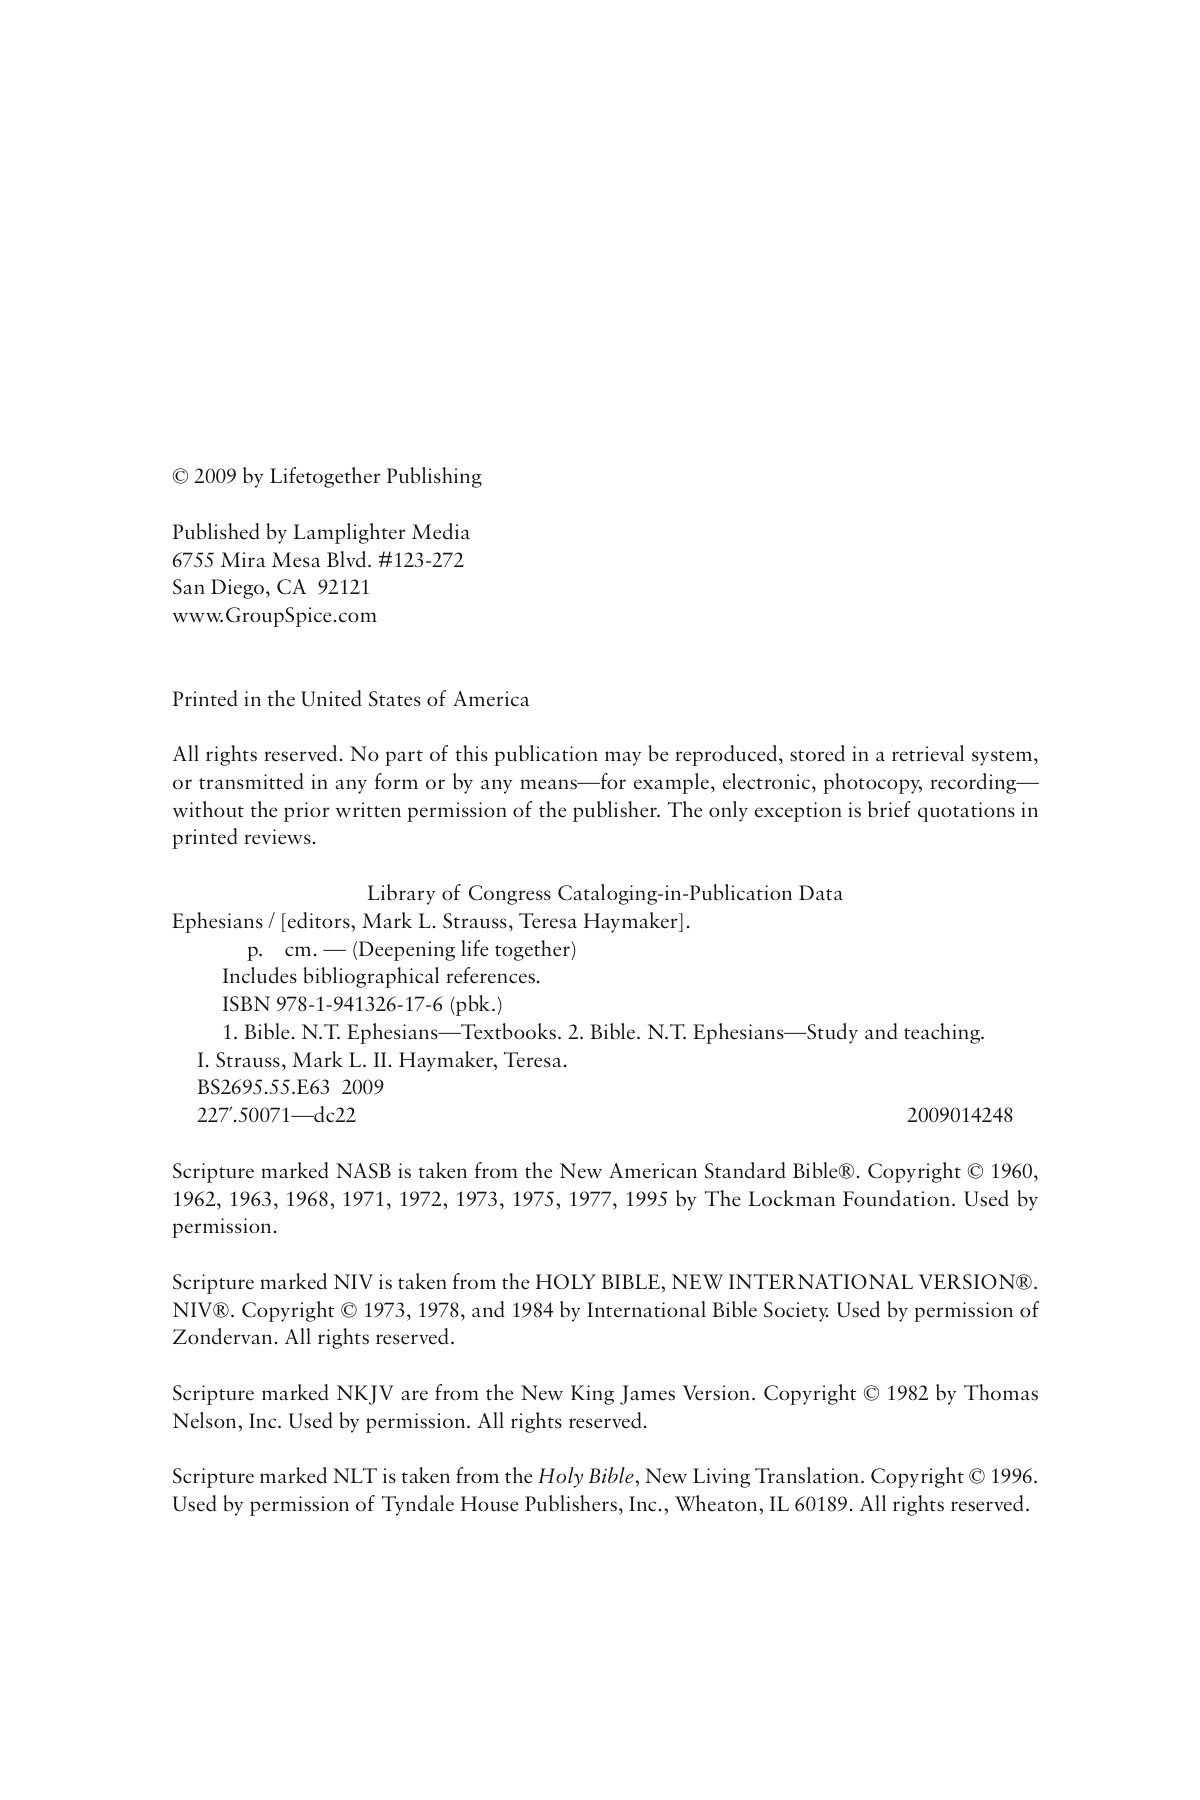 © 2009 by Lifetogether Publishing
Published by Lamplighter Media
6755 Mira Mesa Blvd. #123-272
San Diego, CA  92121
www.GroupSpice.com
Printed in the United States of America
All rights reserved. No part of this publication may be reproduced, stored in a retrieval system,
or transmitted in any form or by any means—for example, electronic, photocopy, recording—
without the prior written permission of the publisher. The only exception is brief quotations in
printed reviews.
Library of Congress Cataloging-in-Publication Data
Ephesians / [editors, Mark L. Strauss, Teresa Haymaker].
p.    cm. — (Deepening life together)
Includes bibliographical references.
ISBN 978-1-941326-17-6 (pbk.)
1. Bible. N.T. Ephesians—Textbooks. 2. Bible. N.T. Ephesians—Study and teaching.
I. Strauss, Mark L. II. Haymaker, Teresa.
BS2695.55.E63  2009
227′.50071—dc22 2009014248
Scripture marked NASB is taken from the New American Standard Bible®. Copyright © 1960,
1962, 1963, 1968, 1971, 1972, 1973, 1975, 1977, 1995 by The Lockman Foundation. Used by
permission.
Scripture marked NIV is taken from the HOLY BIBLE, NEW INTERNATIONAL VERSION®.
NIV®. Copyright © 1973, 1978, and 1984 by International Bible Society. Used by permission of
Zondervan. All rights reserved.
Scripture marked NKJV are from the New King James Version. Copyright © 1982 by Thomas
Nelson, Inc. Used by permission. All rights reserved.
Scripture marked NLT is taken from the Holy Bible, New Living Translation. Copyright © 1996.
Used by permission of Tyndale House Publishers, Inc., Wheaton, IL 60189. All rights reserved.